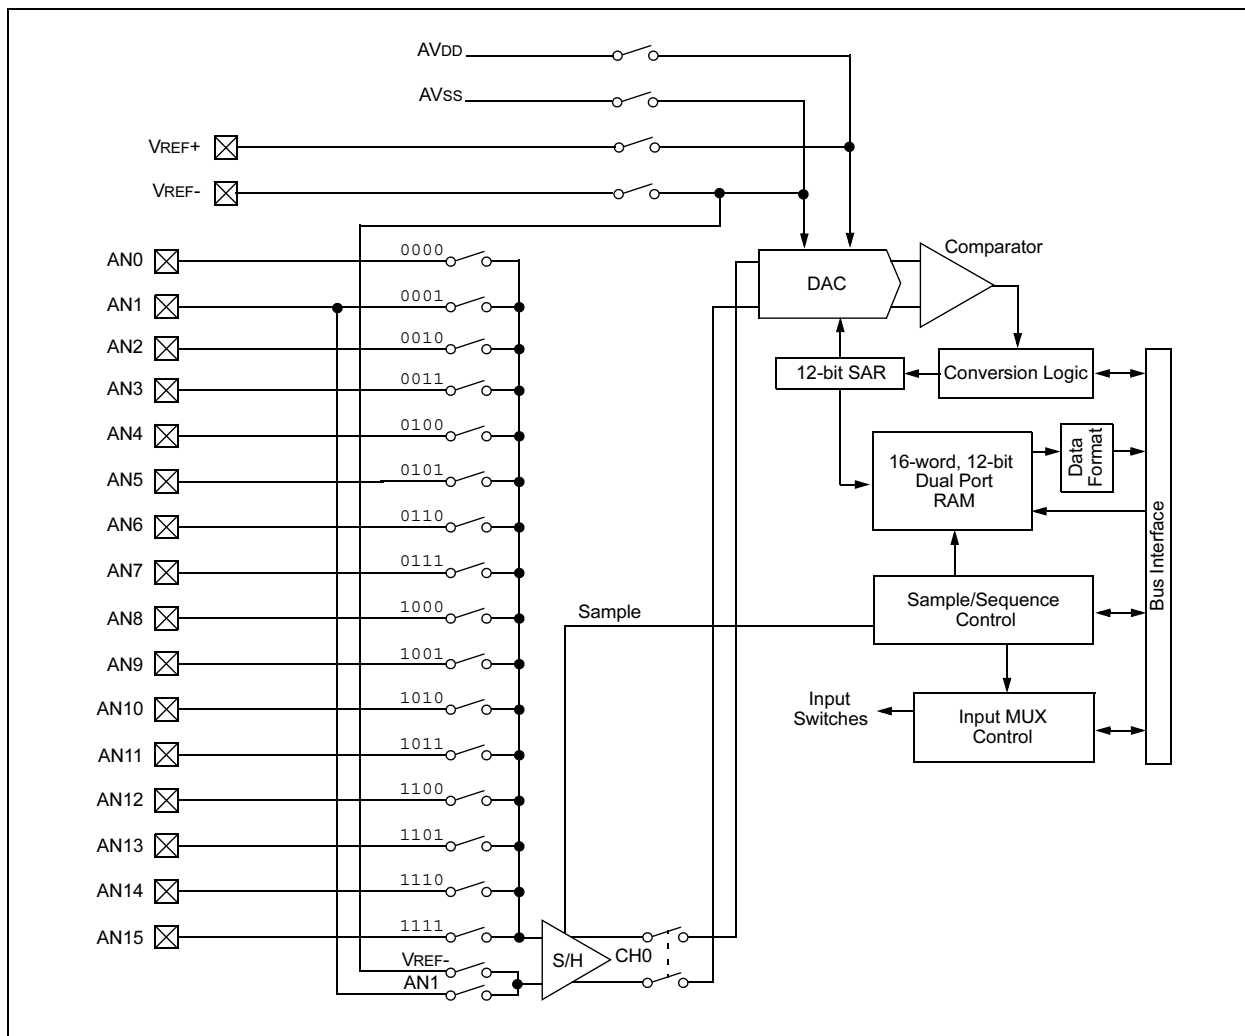 AVDD
AVSS
VREF+
VREF-
AN0
0000
AN1
0001
AN2
0010
AN3
0011
AN4
0100
AN5
0101
AN6
0110
AN7
0111
AN8
1000
AN9
1001
AN10
1010
AN11
1011
AN12
1100
AN13
1101
AN14
1110
AN15
1111
VREF-
AN1
S/H
CH0
Comparator
DAC
12-bit SAR
Conversion Logic
16-word, 12-bit
Dual Port
RAM
Data
Format
Bus Interface
Sample
Sample/Sequence
Control
Input
Switches
Input MUX
Control